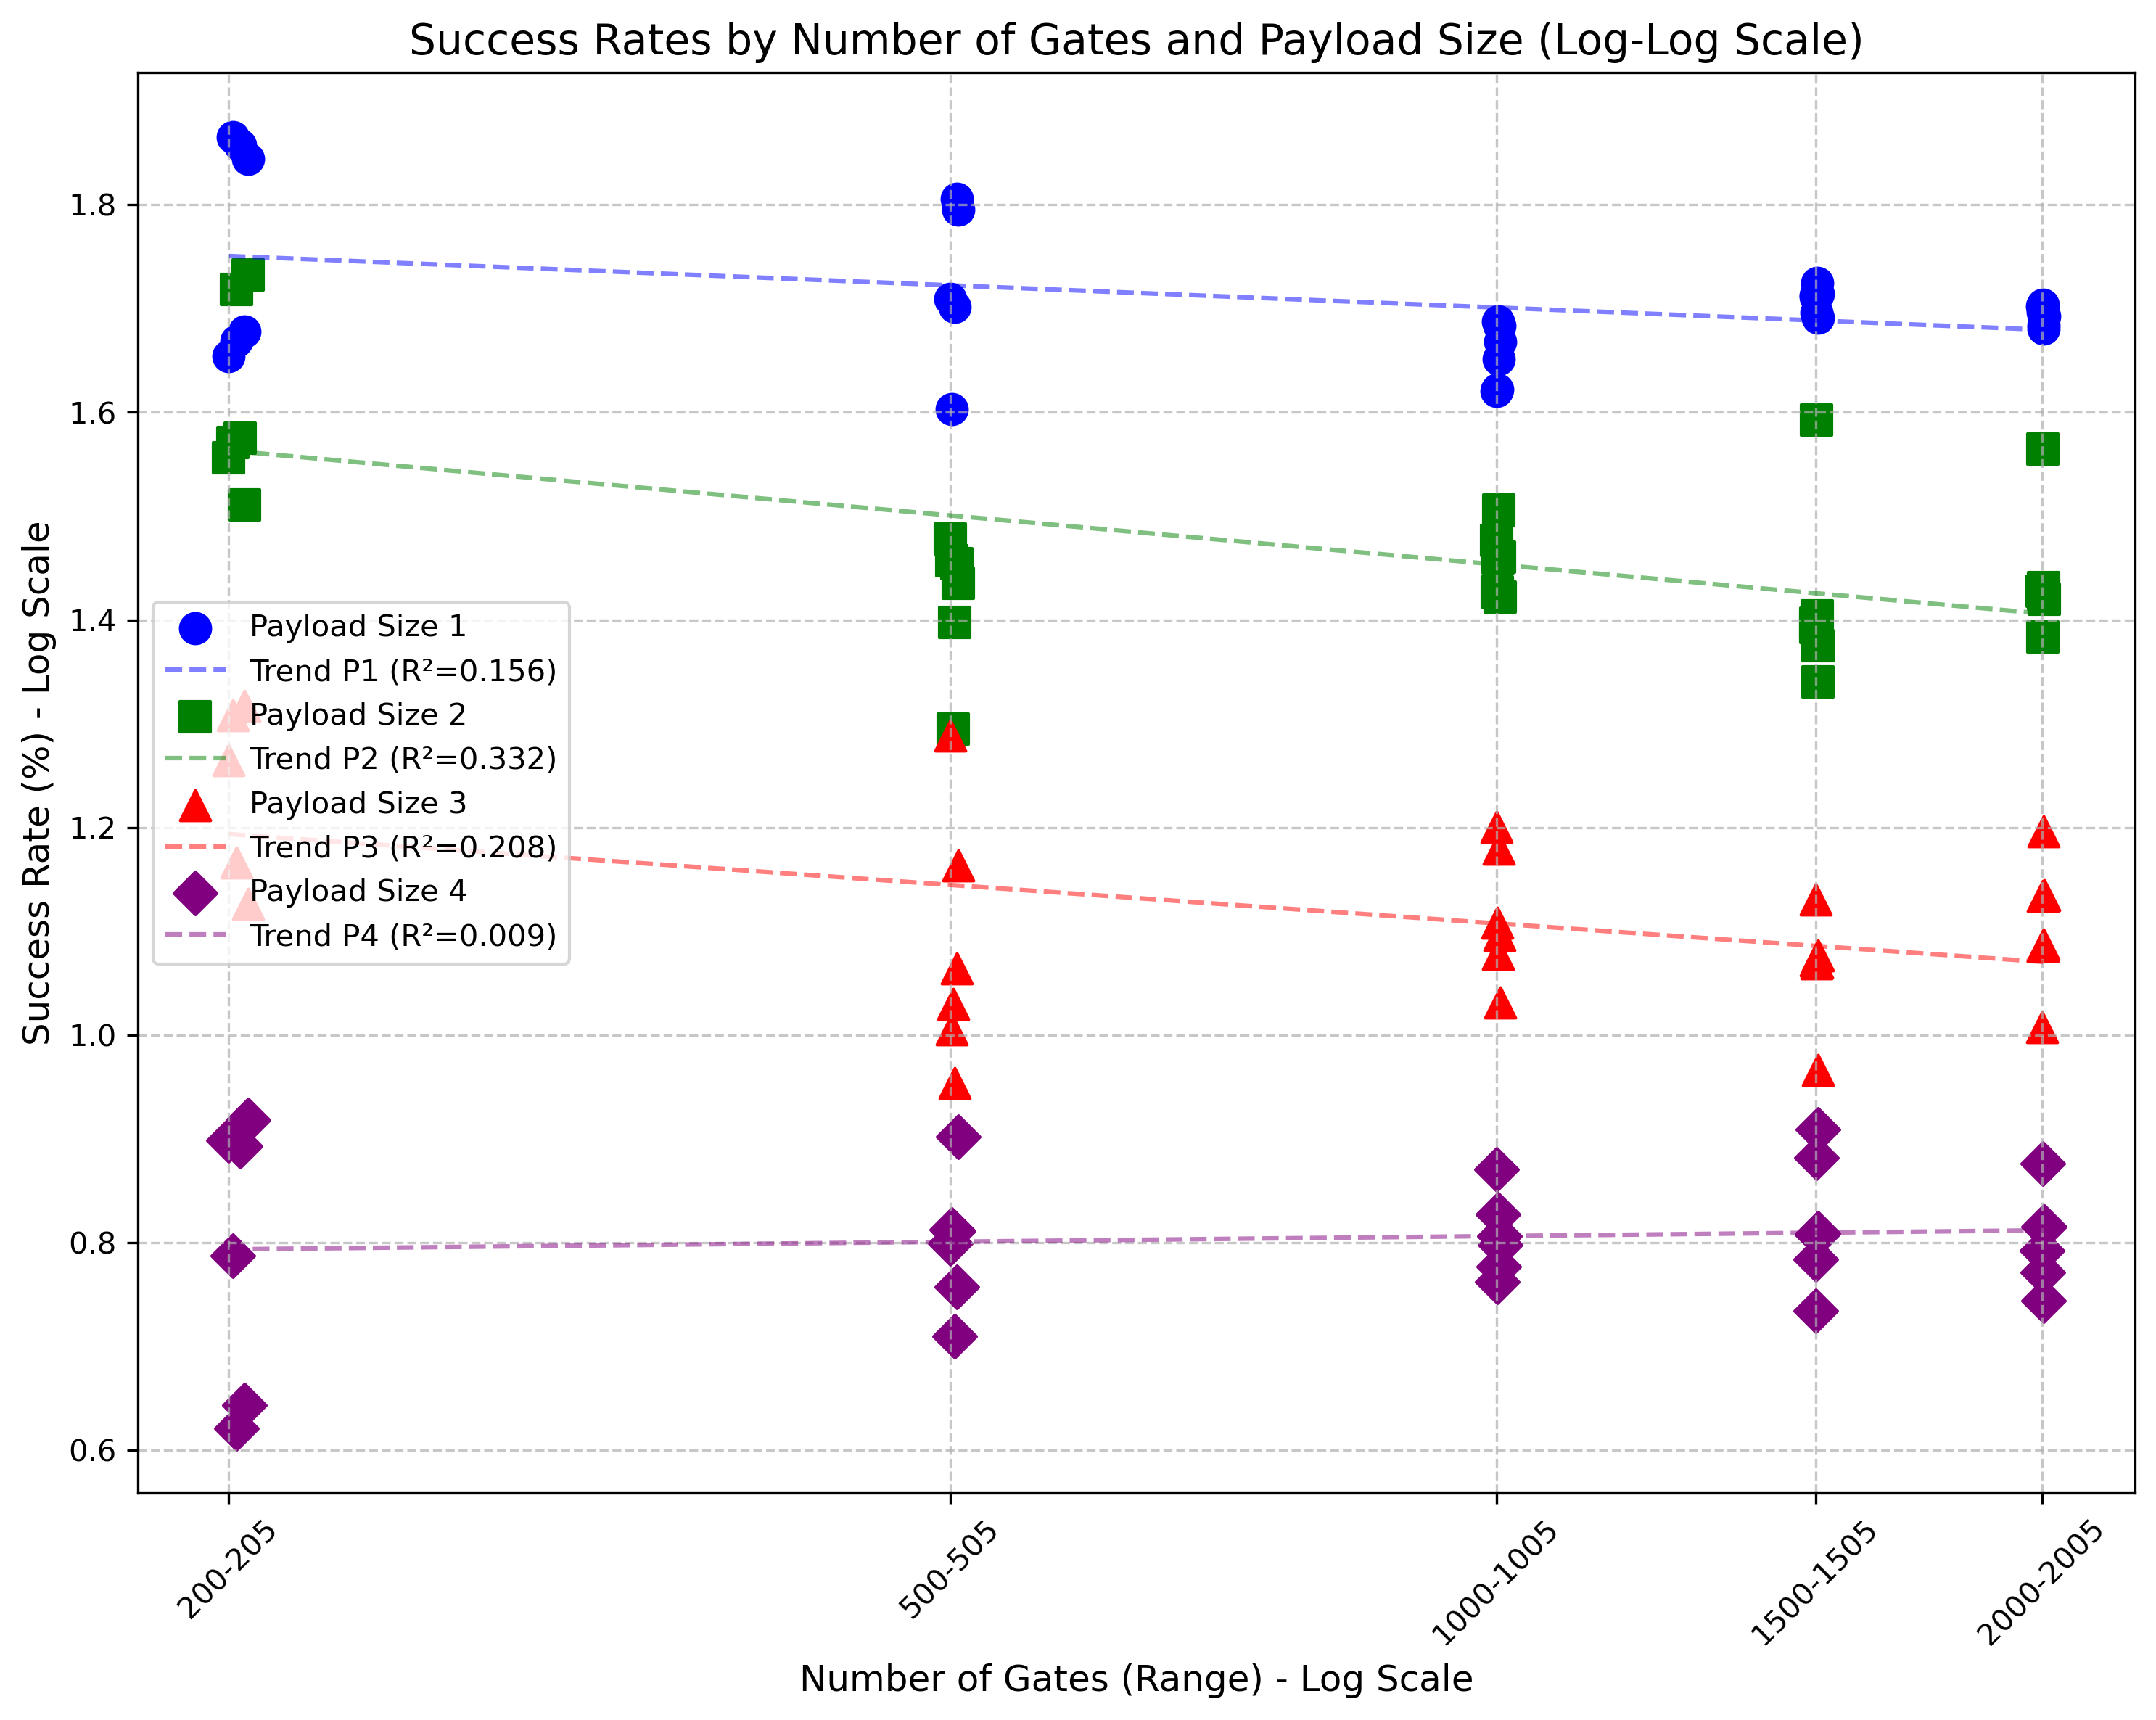 Success Rates by Number of Gates and Payload Size (Log-Log Scale)
Success Rate (%) - Log Scale
1.8
1.6
1.4
1.2
1.0
0.8
0.6
Payload Size 1
Trend P1 (R²=0.156)
Payload Size 2
Trend P2 (R²=0.332)
Payload Size 3
Trend P3 (R²=0.208)
Payload Size 4
Trend P4 (R²=0.009)
200-205
500-505
1000-1005
1500-1505
2000-2005
Number of Gates (Range) - Log Scale